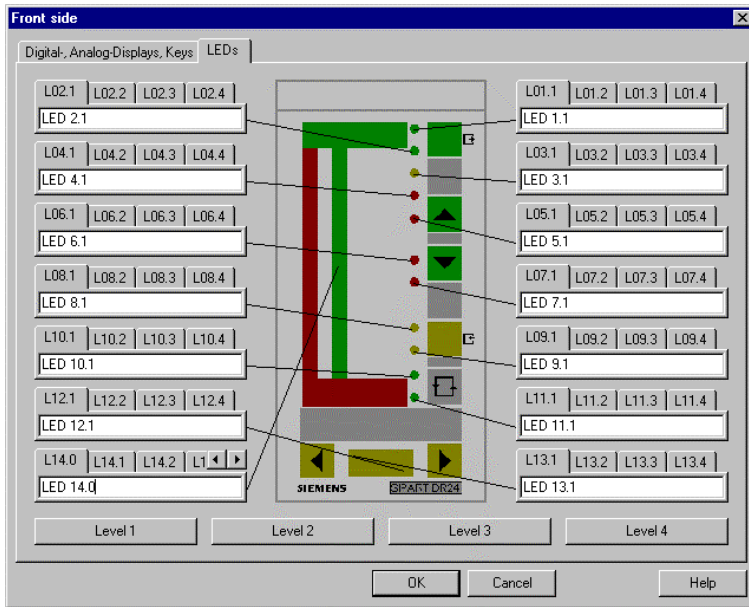 Front side
Digital-, Analog-Displays, Keys LEDs
L02.1 L02.2 L02.3 L02.4
LED 2.1
L01.1 L01.2 L01.3 L01.4
LED 1.1
L04.1 L04.2 L04.3 L04.4
LED 4.1
L03.1 L03.2 L03.3 L03.4
LED 3.1
L06.1 L06.2 L06.3 L06.4
LED 6.1
L05.1 L05.2 L05.3 L05.4
LED 5.1
L08.1 L08.2 L08.3 L08.4
LED 8.1
L07.1 L07.2 L07.3 L07.4
LED 7.1
L10.1 L10.2 L10.3 L10.4
LED 10.1
L09.1 L09.2 L09.3 L09.4
LED 9.1
L12.1 L12.2 L12.3 L12.4
LED 12.1
L11.1 L11.2 L11.3 L11.4
LED 11.1
L14.0 L14.1 L14.2 L1
LED 14.0
L13.1 L13.2 L13.3 L13.4
LED 13.1
SIEMENS SIPART DR24
Level 1 Level 2 Level 3 Level 4
OK Cancel Help